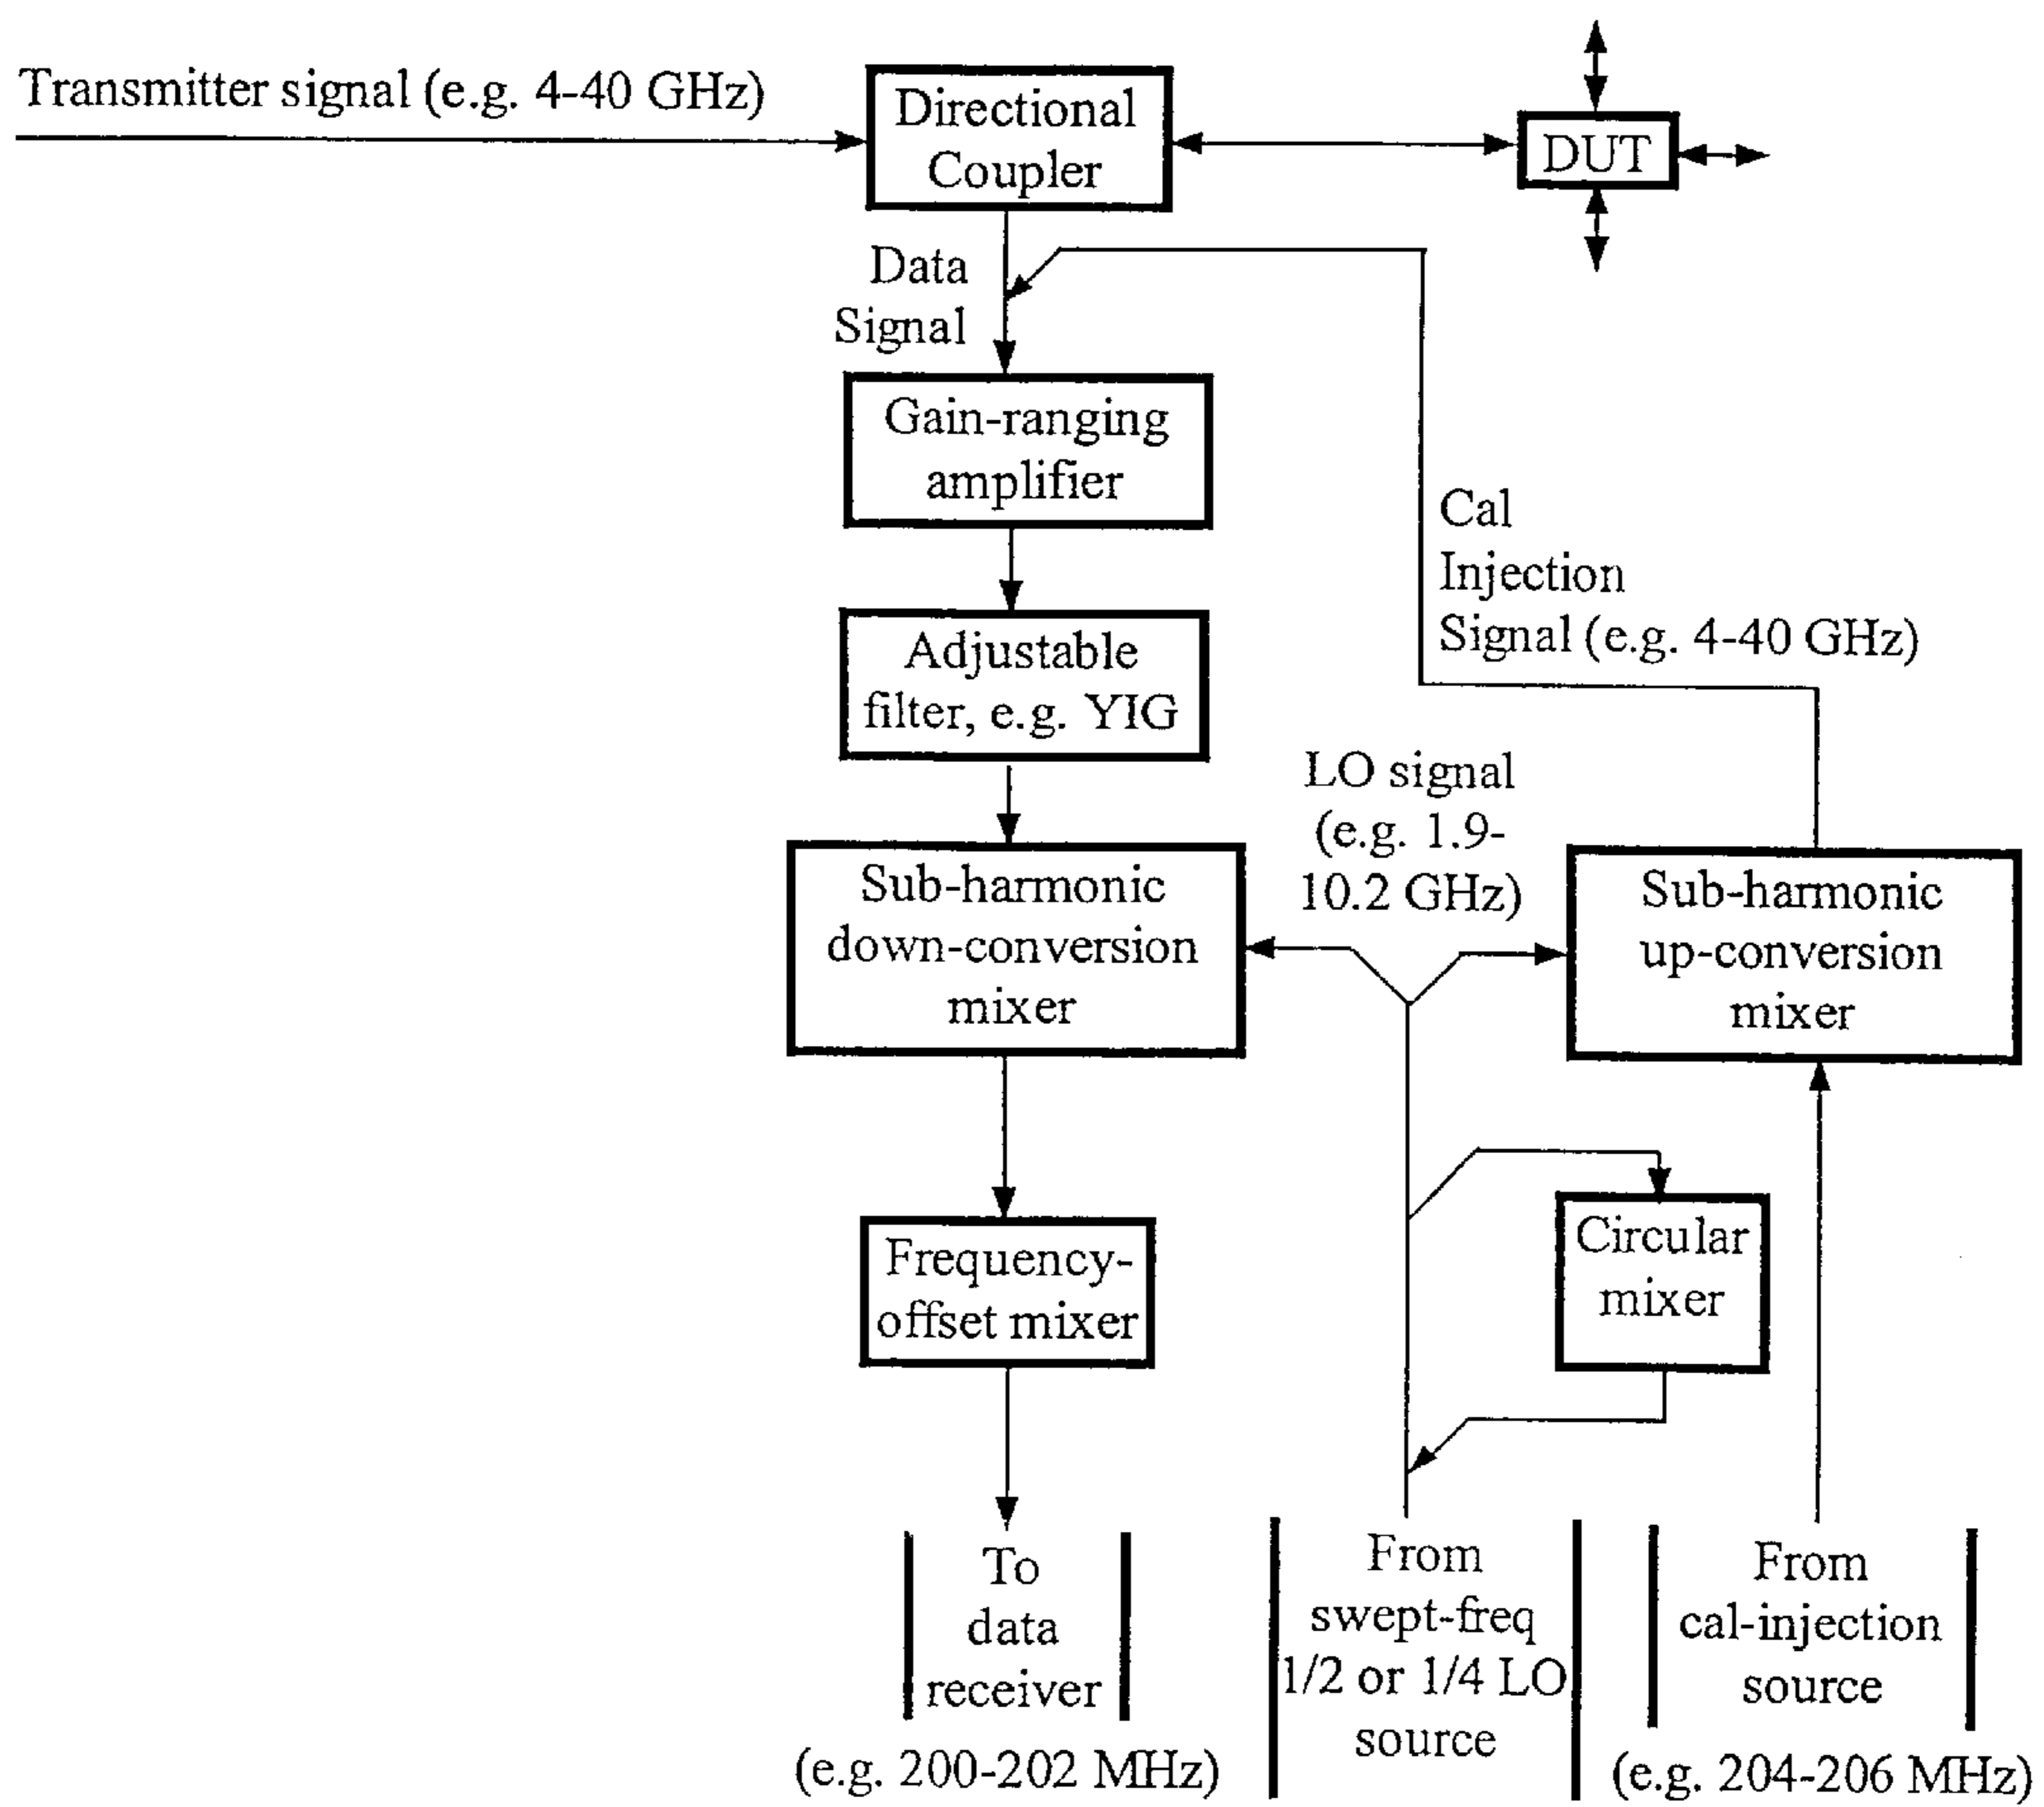 Transmitter signal (e.g. 4-40 GHz)
Directional
Coupler
DUT
Data
Signal
Gain-ranging
amplifier
Cal
Injection
Signal (e.g. 4-40 GHz)
Adjustable
filter, e.g. YIG
LO signal
(e.g. 1.9-
10.2 GHz)
Sub-harmonic
down-conversion
mixer
Sub-harmonic
up-conversion
mixer
Circular
mixer
Frequency-
offset mixer
To
data
receiver
(e.g. 200-202 MHz)
From
swept-freq
1/2 or 1/4 LO
source
From
cal-injection
source
(e.g. 204-206 MHz)